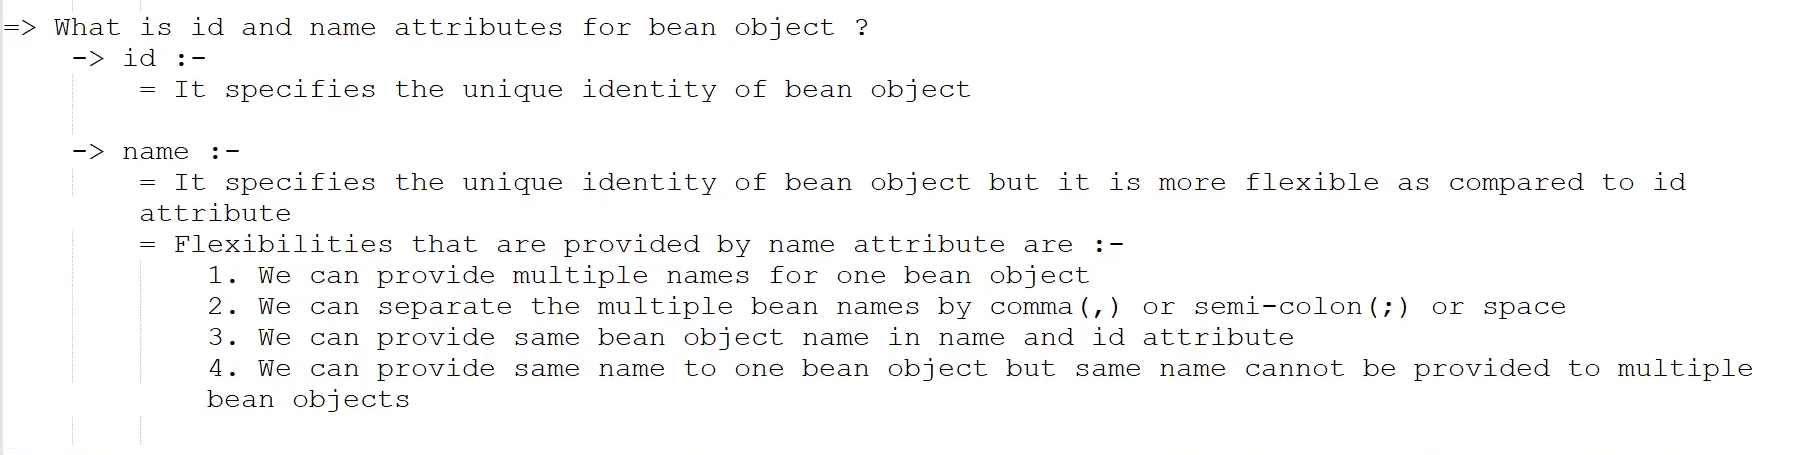 => What is id and name attributes for bean object ?
-> id :-
= It specifies the unique identity of bean object
-> name :-
= It specifies the unique identity of bean object but it is more flexible as compared to id
attribute
= Flexibilities that are provided by name attribute are :-
1. We can provide multiple names for one bean object
2. We can separate the multiple bean names by comma(,) or semi-colon(;) or space
3. We can provide same bean object name in name and id attribute
4. We can provide same name to one bean object but same name cannot be provided to multiple
bean objects